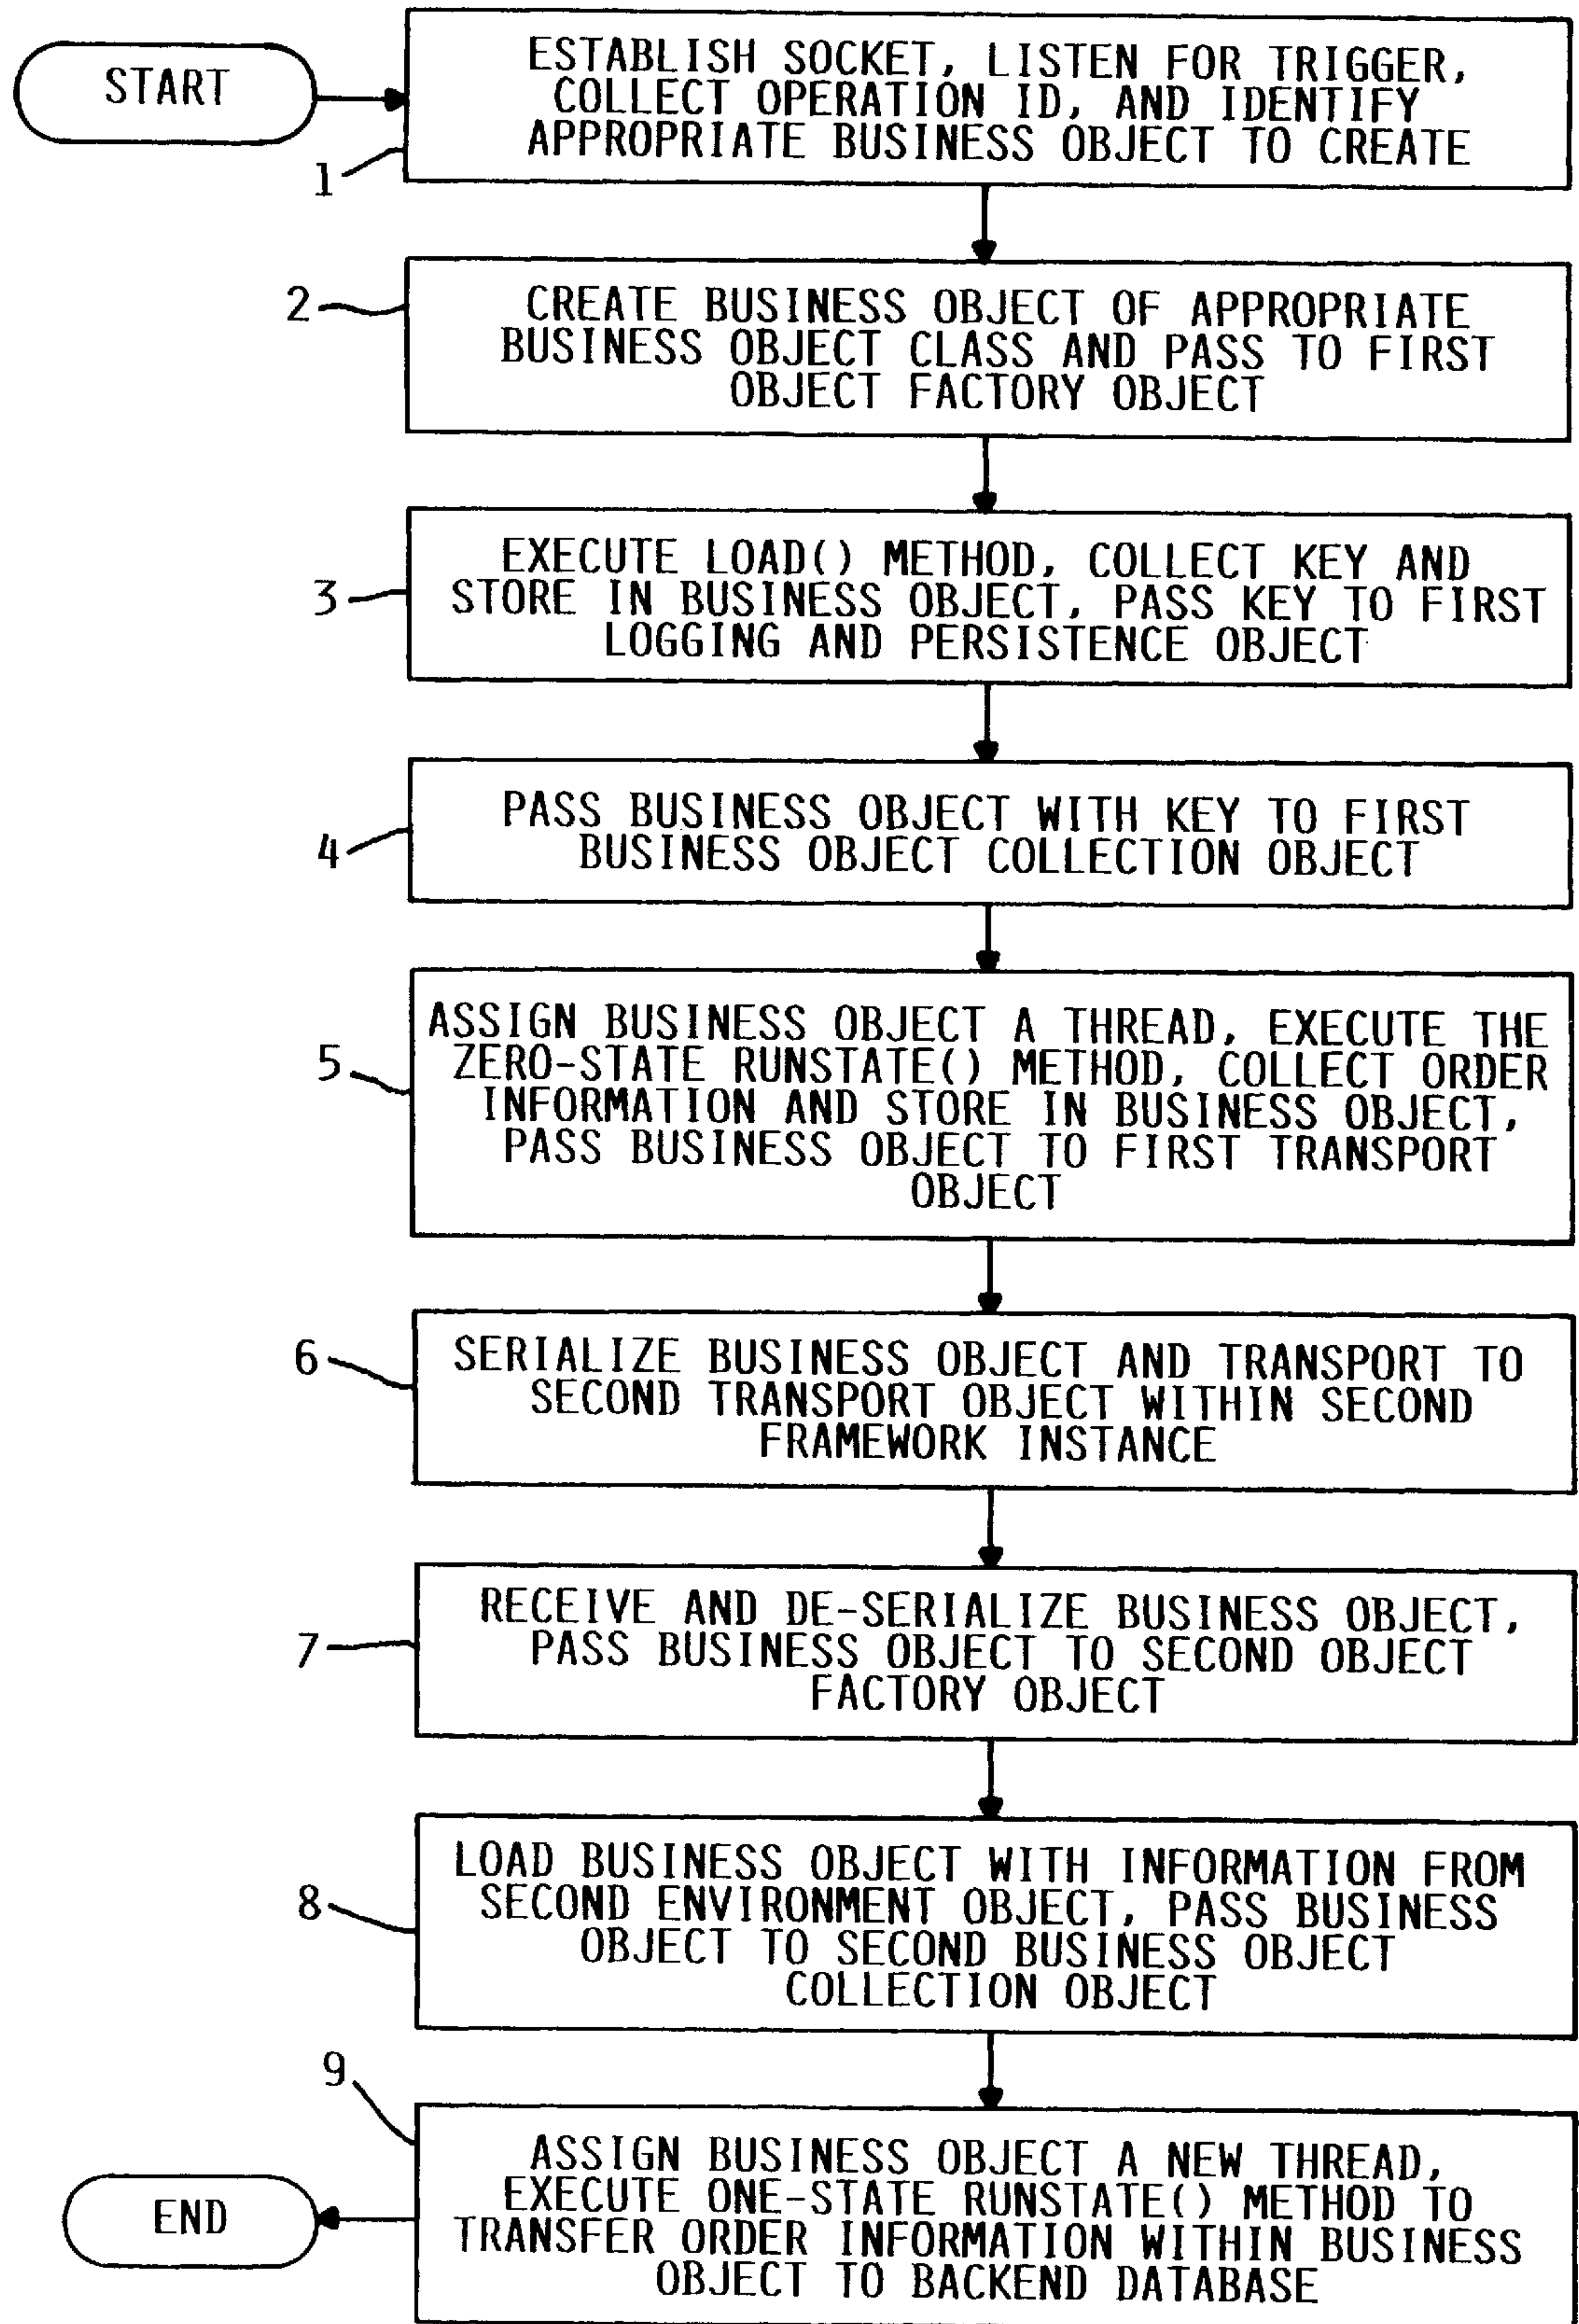 START
ESTABLISH SOCKET, LISTEN FOR TRIGGER,
COLLECT OPERATION ID, AND IDENTIFY
APPROPRIATE BUSINESS OBJECT TO CREATE
1
2
CREATE BUSINESS OBJECT OF APPROPRIATE
BUSINESS OBJECT CLASS AND PASS TO FIRST
OBJECT FACTORY OBJECT
3
EXECUTE LOAD() METHOD, COLLECT KEY AND
STORE IN BUSINESS OBJECT, PASS KEY TO FIRST
LOGGING AND PERSISTENCE OBJECT
4
PASS BUSINESS OBJECT WITH KEY TO FIRST
BUSINESS OBJECT COLLECTION OBJECT
5
ASSIGN BUSINESS OBJECT A THREAD, EXECUTE THE
ZERO-STATE RUNSTATE() METHOD, COLLECT ORDER
INFORMATION AND STORE IN BUSINESS OBJECT,
PASS BUSINESS OBJECT TO FIRST TRANSPORT
OBJECT
6
SERIALIZE BUSINESS OBJECT AND TRANSPORT TO
SECOND TRANSPORT OBJECT WITHIN SECOND
FRAMEWORK INSTANCE
7
RECEIVE AND DE-SERIALIZE BUSINESS OBJECT,
PASS BUSINESS OBJECT TO SECOND OBJECT
FACTORY OBJECT
8
LOAD BUSINESS OBJECT WITH INFORMATION FROM
SECOND ENVIRONMENT OBJECT, PASS BUSINESS
OBJECT TO SECOND BUSINESS OBJECT
COLLECTION OBJECT
9
ASSIGN BUSINESS OBJECT A NEW THREAD,
EXECUTE ONE-STATE RUNSTATE() METHOD TO
TRANSFER ORDER INFORMATION WITHIN BUSINESS
OBJECT TO BACKEND DATABASE
END